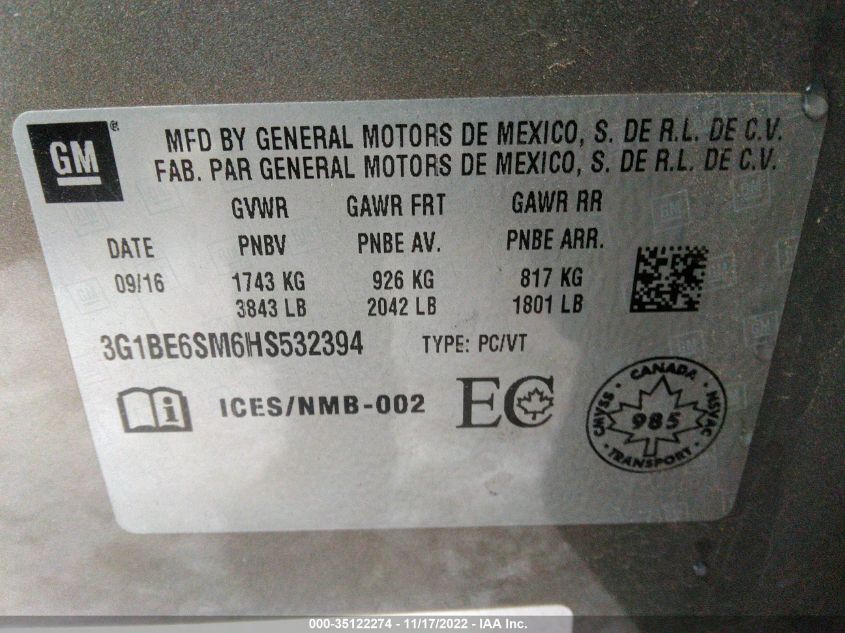 GM®
MFD BY GENERAL MOTORS DE MEXICO, S. DE R.L. DE C.V.
FAB. PAR GENERAL MOTORS DE MEXICO, S. DE R.L. DE C.V.
GVWR GAWR FRT GAWR RR
DATE PNBV PNBE AV. PNBE ARR.
09/16 1743 KG 926 KG 817 KG
3843 LB 2042 LB 1801 LB
3G1BE6SM6HS532394 TYPE: PC/VT
ICES/NMB-002 EC
CANADA
CMVSS 985 NSVAC
TRANSPORT
000-35122274 - 11/17/2022 - IAA Inc.